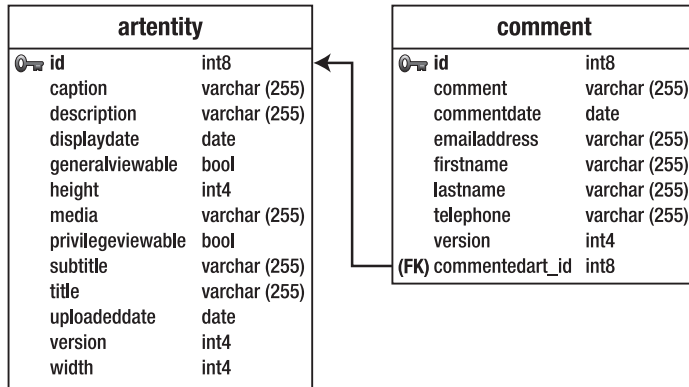 artentity
id int8
caption varchar (255)
description varchar (255)
displaydate date
generalviewable bool
height int4
media varchar (255)
privilegeviewable bool
subtitle varchar (255)
title varchar (255)
uploadeddate date
version int4
width int4
comment
id int8
comment varchar (255)
commentdate date
emailaddress varchar (255)
firstname varchar (255)
lastname varchar (255)
telephone varchar (255)
version int4
(FK) commentedart_id int8